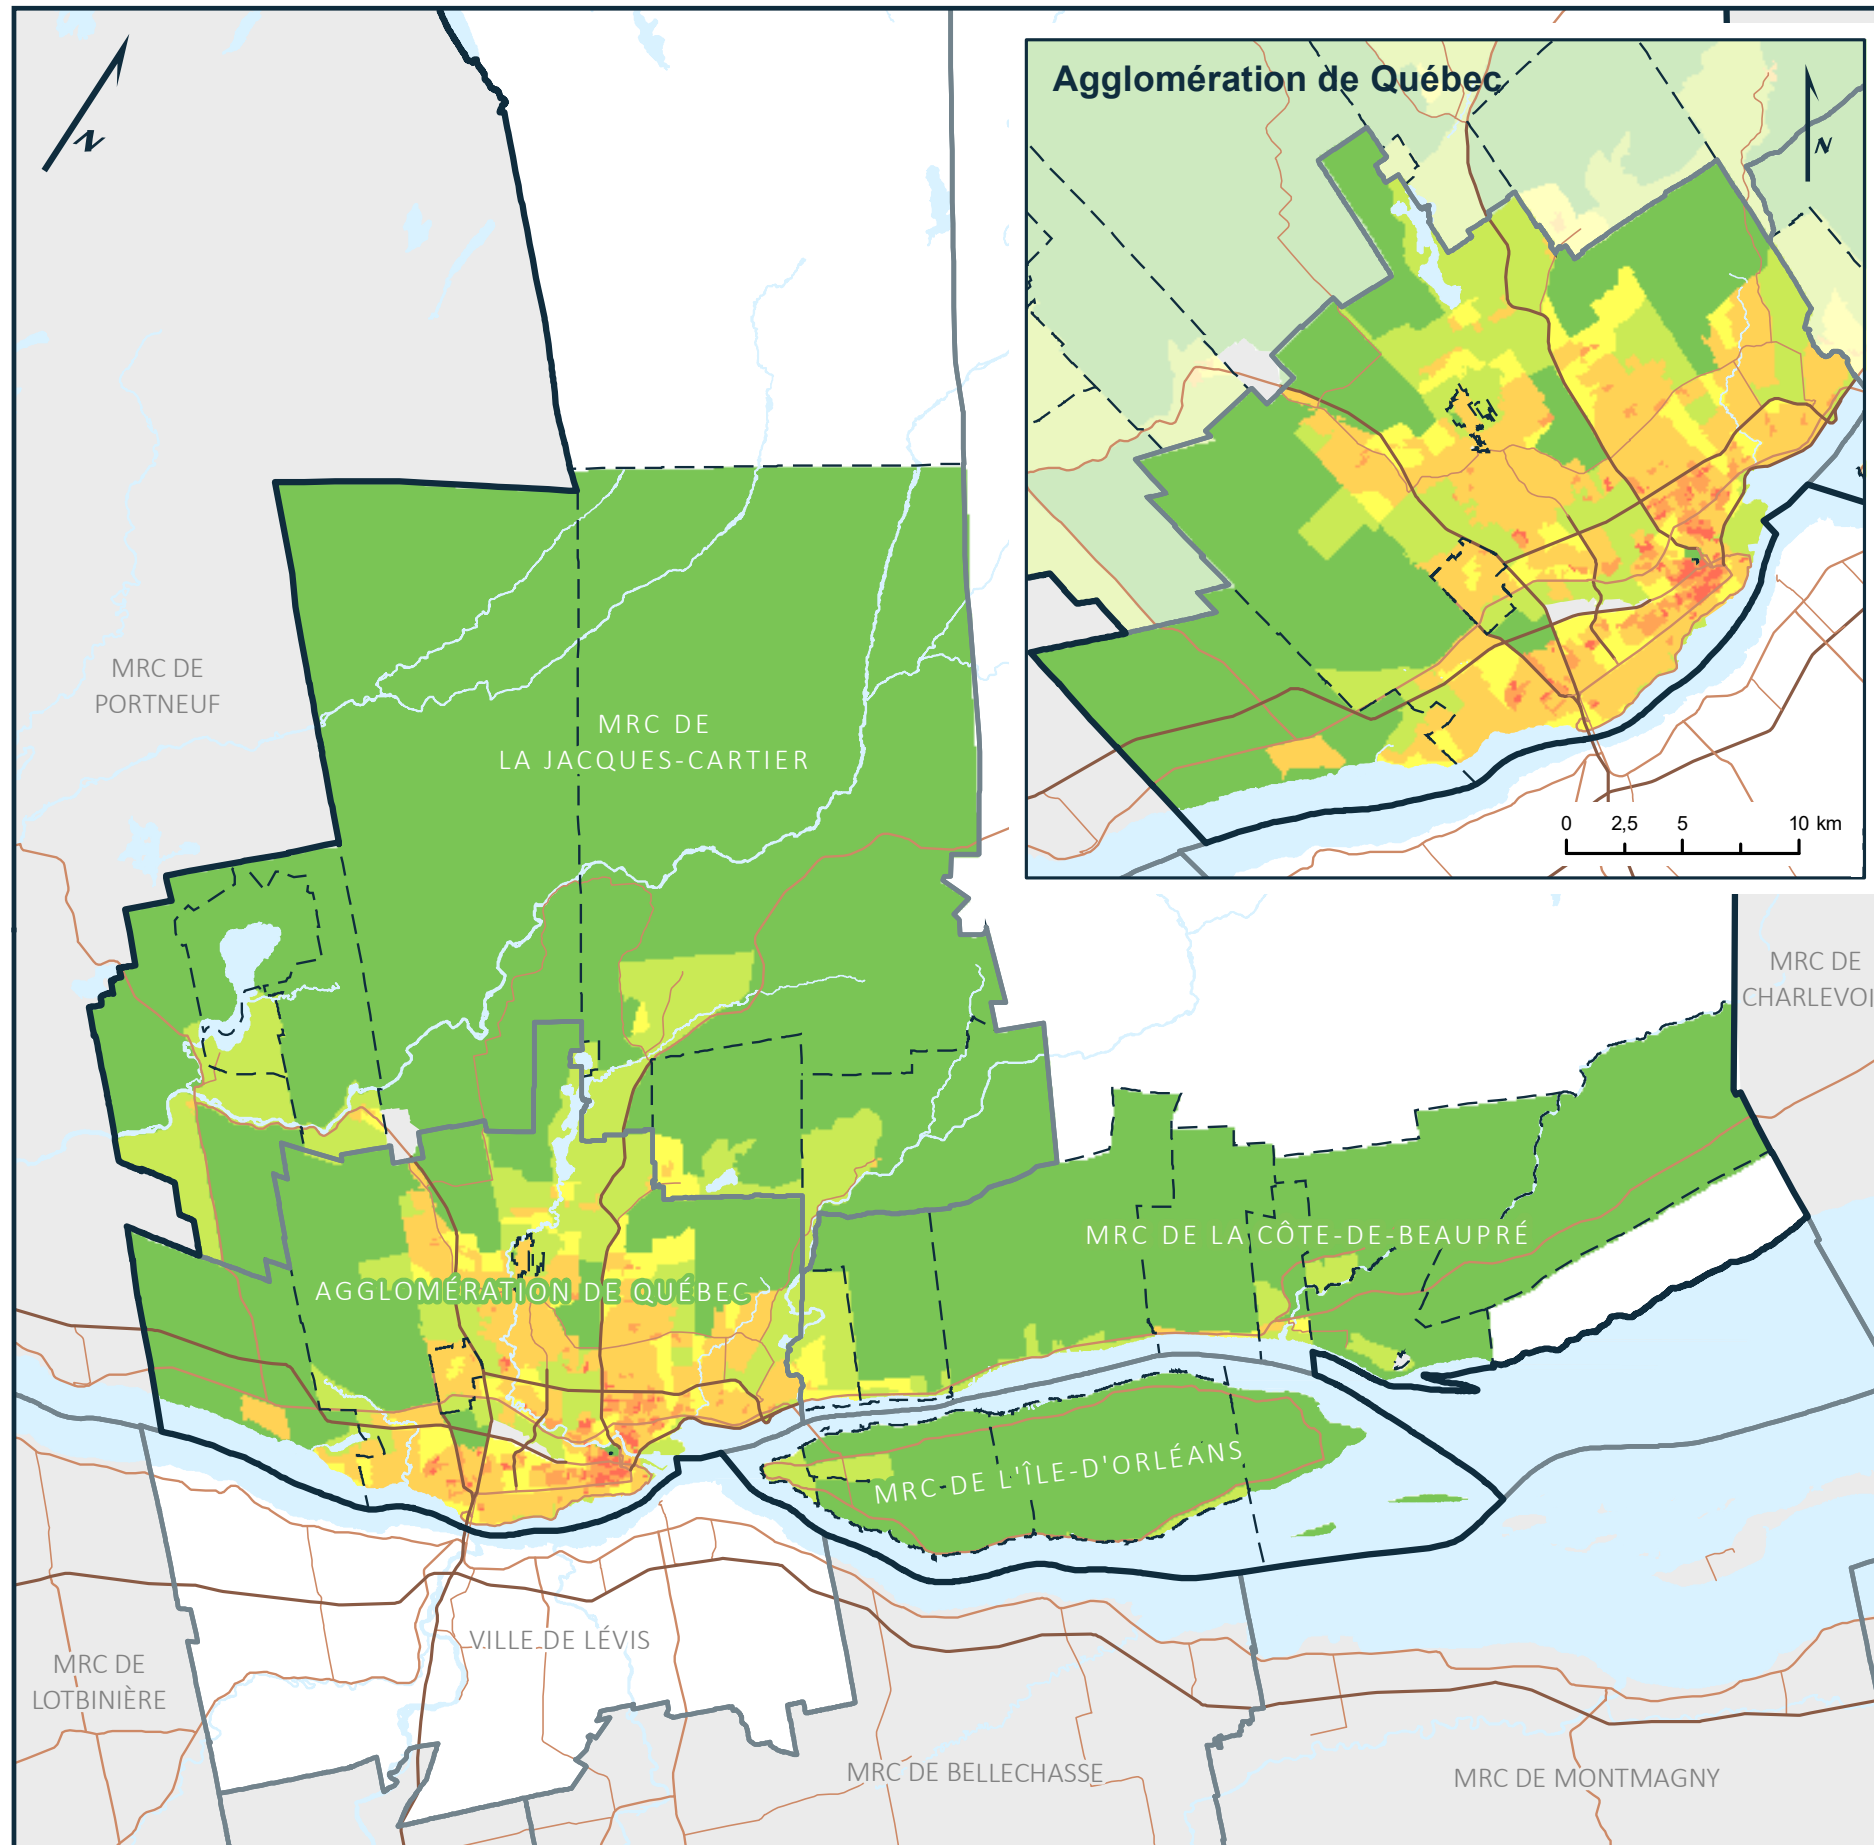 N
Agglomération de Québec
N
0 2,5 5 10 km
MRC DE
PORTNEUF
MRC DE
LA JACQUES-CARTIER
MRC DE
CHARLEVOI
MRC DE LA CÔTE-DE-BEAUPRÉ
AGGLOMÉRATION DE QUÉBEC
MRC DE L'ÎLE-D'ORLÉANS
VILLE DE LÉVIS
MRC DE
LOTBINIÈRE
MRC DE BELLECHASSE
MRC DE MONTMAGNY